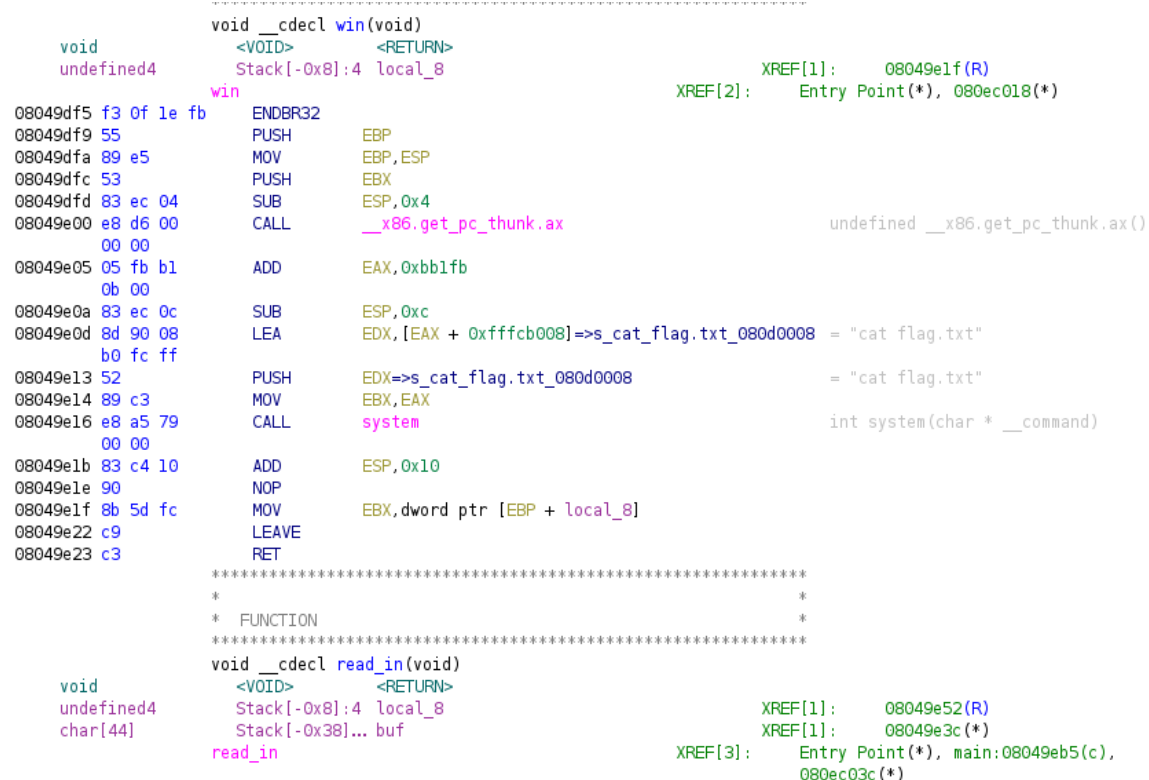 ************************************************************** 
void __cdecl win(void)
void <VOID> <RETURN>
undefined4 Stack[-0x8]:4 local_8 XREF[1]: 08049e1f(R)
win XREF[2]: Entry Point(*), 080ec018(*)
08049df5 f3 0f 1e fb ENDBR32
08049df9 55 PUSH EBP
08049dfa 89 e5 MOV EBP,ESP
08049dfc 53 PUSH EBX
08049dfd 83 ec 04 SUB ESP,0x4
08049e00 e8 d6 00 CALL __x86.get_pc_thunk.ax undefined __x86.get_pc_thunk.ax()
00 00
08049e05 05 fb b1 ADD EAX,0xbb1fb
0b 00
08049e0a 83 ec 0c SUB ESP,0xc
08049e0d 8d 90 08 LEA EDX,[EAX + 0xfffcb008]=>s_cat_flag.txt_080d0008 = "cat flag.txt"
b0 fc ff
08049e13 52 PUSH EDX=>s_cat_flag.txt_080d0008 = "cat flag.txt"
08049e14 89 c3 MOV EBX,EAX
08049e16 e8 a5 79 CALL system int system(char * __command)
00 00
08049e1b 83 c4 10 ADD ESP,0x10
08049e1e 90 NOP
08049e1f 8b 5d fc MOV EBX,dword ptr [EBP + local_8]
08049e22 c9 LEAVE
08049e23 c3 RET
**************************************************************
* *
* FUNCTION *
**************************************************************
void __cdecl read_in(void)
void <VOID> <RETURN>
undefined4 Stack[-0x8]:4 local_8 XREF[1]: 08049e52(R)
char[44] Stack[-0x38]... buf XREF[1]: 08049e3c(*)
read_in XREF[3]: Entry Point(*), main:08049eb5(c),
080ec03c(*)